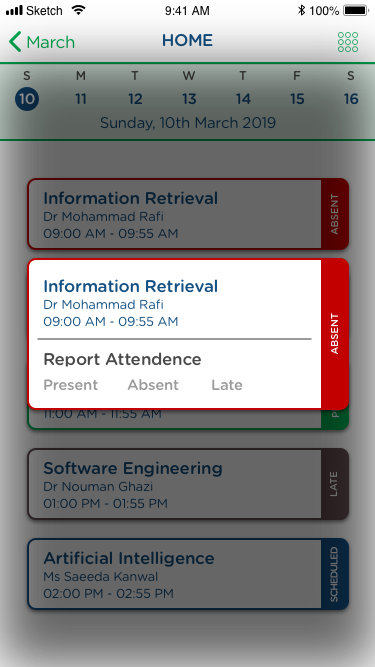 Sketch 9:41 AM 100%
March HOME
S M T W T F S
10 11 12 13 14 15 16
Sunday, 10th March 2019
Information Retrieval
Dr Mohammad Rafi
09:00 AM - 09:55 AM
ABSENT
Information Retrieval
Dr Mohammad Rafi
09:00 AM - 09:55 AM
ABSENT
Report Attendence
Present Absent Late
11:00 AM - 11:55 AM
Software Engineering
Dr Nouman Ghazi
01:00 PM - 01:55 PM
LATE
Artificial Intelligence
Ms Saeeda Kanwal
02:00 PM - 02:55 PM
SCHEDULED